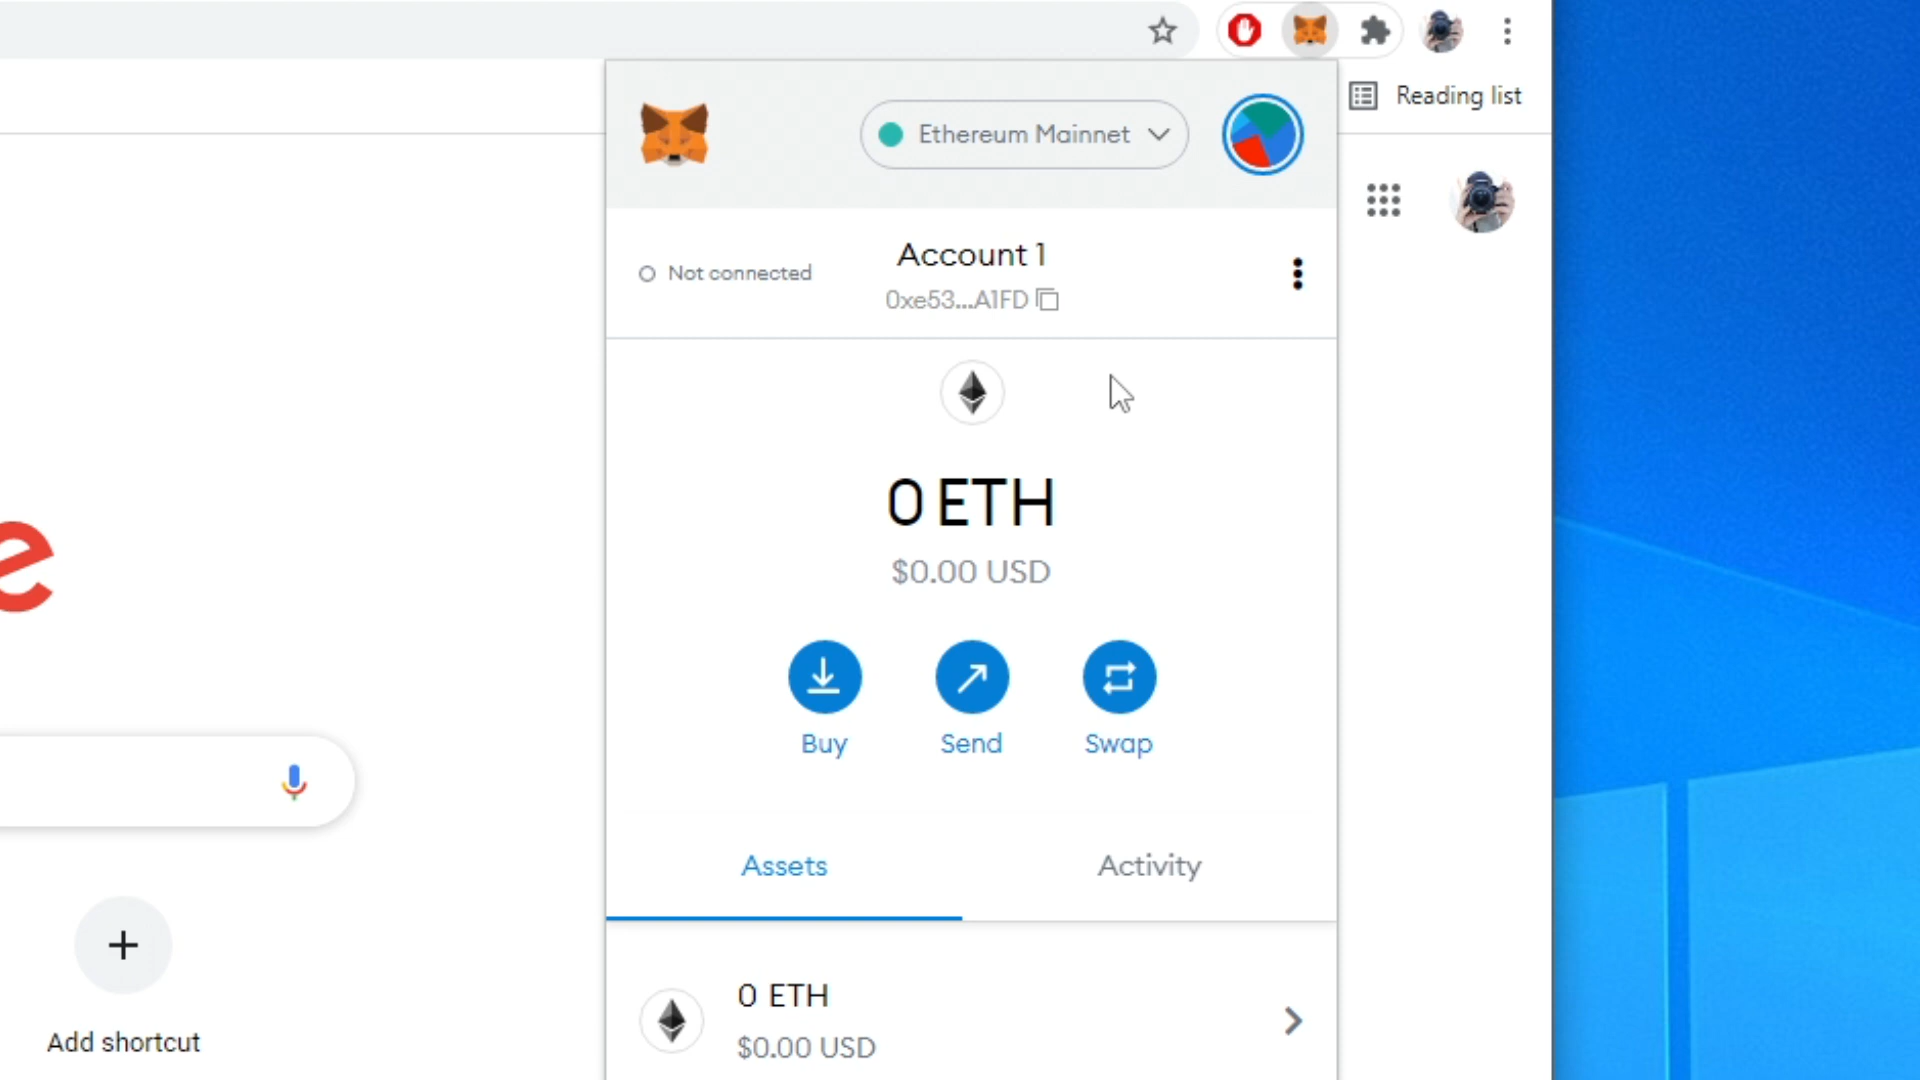 Reading list
Ethereum Mainnet
Account 1
Not connected
0xe53...A1FD
0 ETH
$0.00 USD
Buy
Send
Swap
Assets
Activity
0 ETH
$0.00 USD
e
Add shortcut